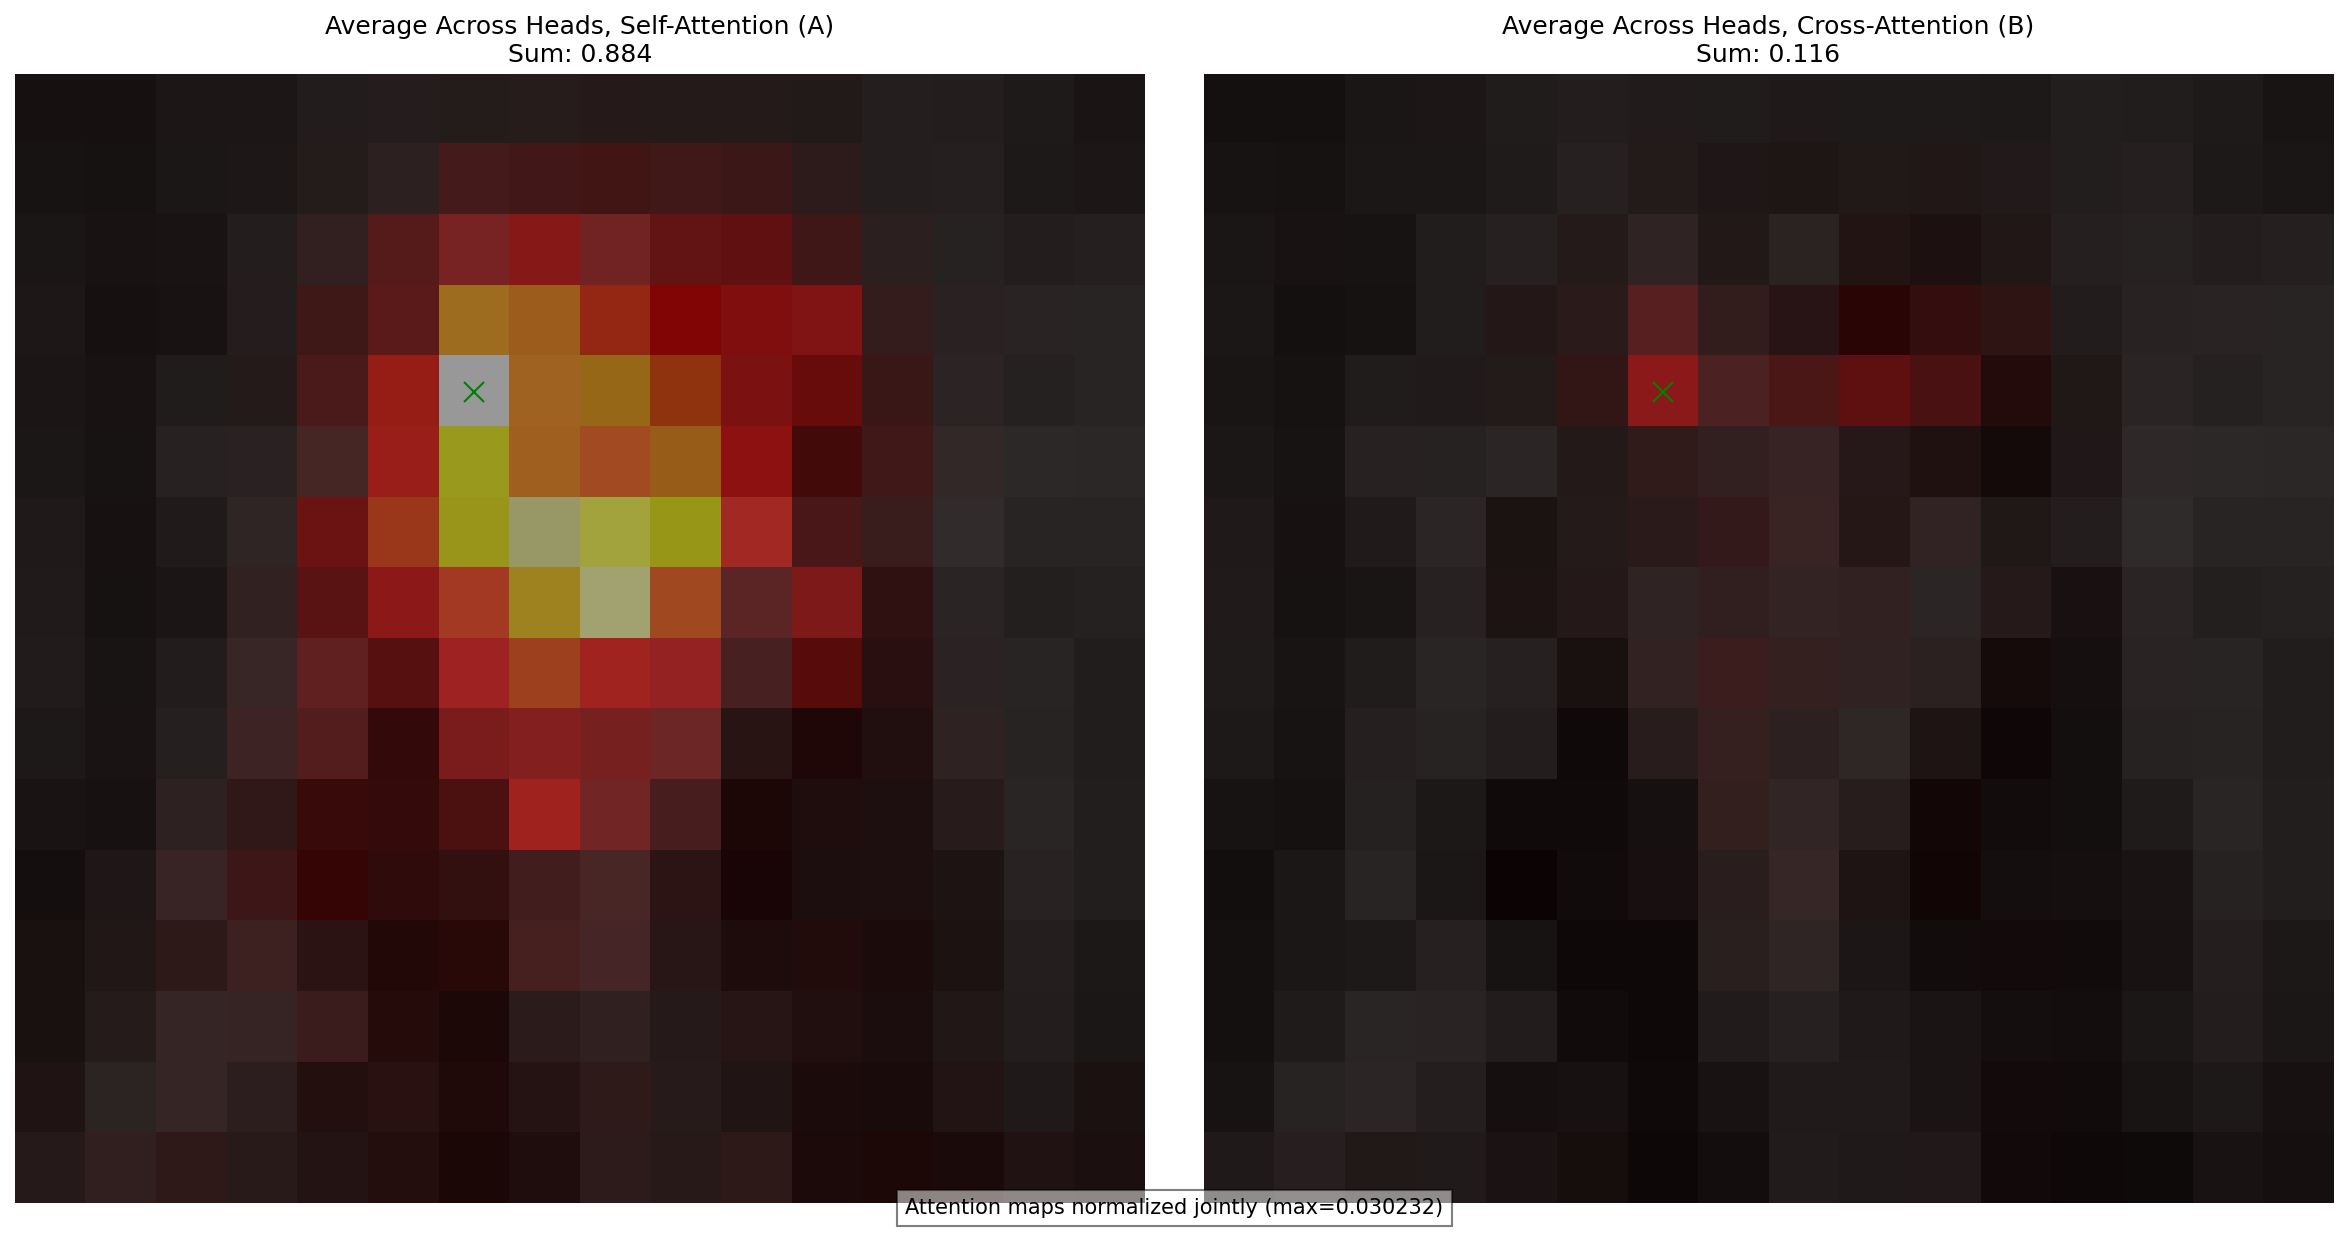 Average Across Heads, Self-Attention (A)
Sum: 0.884
Average Across Heads, Cross-Attention (B)
Sum: 0.116
Attention maps normalized jointly (max=0.030232)